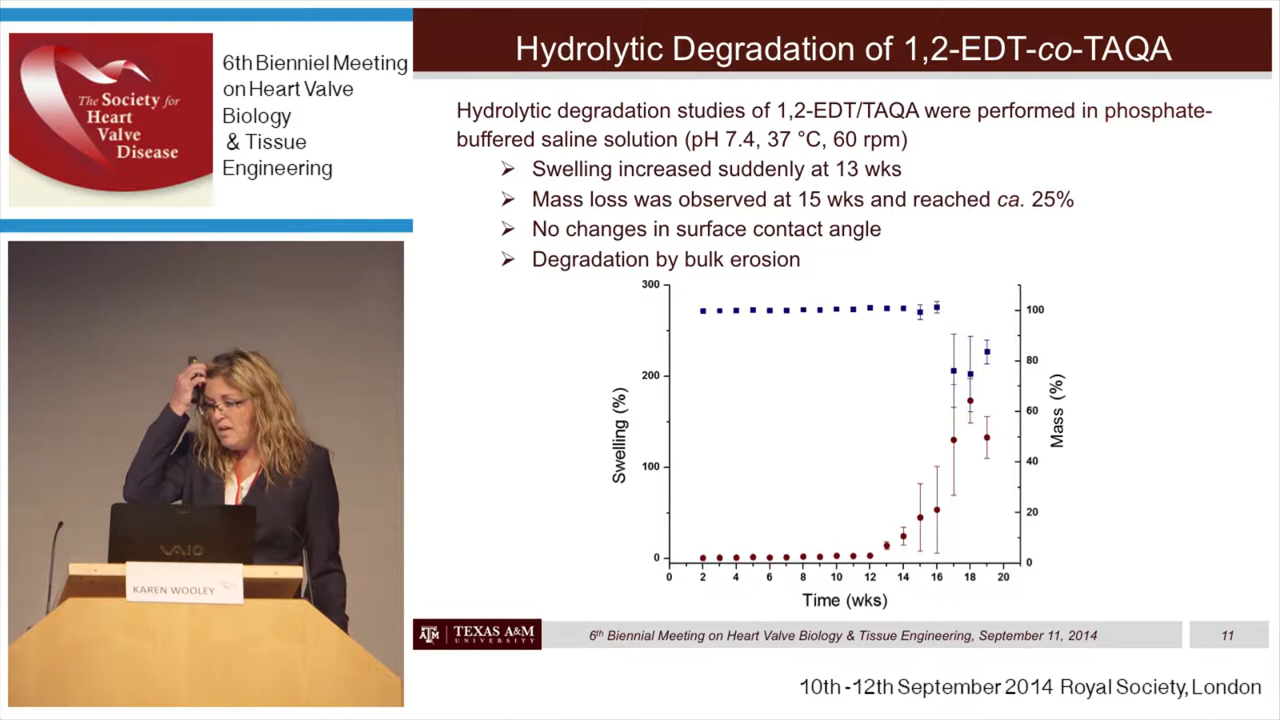 The Society for
Heart
Valve
Disease
6th Bienniel Meeting
on Heart Valve
Biology
& Tissue
Engineering
Hydrolytic Degradation of 1,2-EDT-co-TAQA
Hydrolytic degradation studies of 1,2-EDT/TAQA were performed in phosphate-
buffered saline solution (pH 7.4, 37 °C, 60 rpm)
➢ Swelling increased suddenly at 13 wks
➢ Mass loss was observed at 15 wks and reached ca. 25%
➢ No changes in surface contact angle
➢ Degradation by bulk erosion
Swelling (%)
300
200
100
0
0 2 4 6 8 10 12 14 16 18 20
Time (wks)
100
80
60
40
20
0
Mass (%)
VAIO
KAREN WOOLEY
ATM TEXAS A&M
UNIVERSITY
6th Biennial Meeting on Heart Valve Biology & Tissue Engineering, September 11, 2014
11
10th -12th September 2014 Royal Society, London